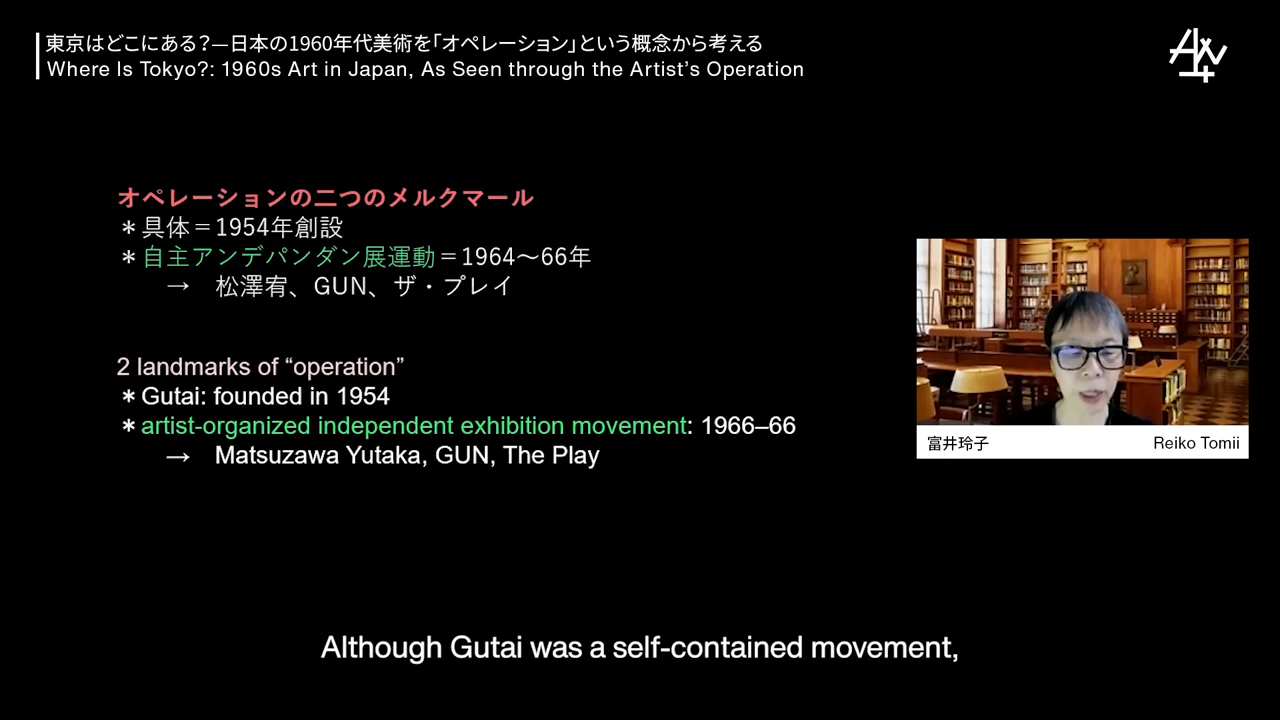 東京はどこにある?—日本の1960年代美術を｢オペレーション｣という概念から考える
Where Is Tokyo?: 1960s Art in Japan, As Seen through the Artist's Operation
オペレーションの二つのメルクマール
＊具体＝1954年創設
＊自主アンデパンダン展運動＝1964～66年
→ 松澤宥、GUN、ザ・プレイ
2 landmarks of “operation”
＊Gutai: founded in 1954
＊artist-organized independent exhibition movement: 1966–66
→ Matsuzawa Yutaka, GUN, The Play
富井玲子 Reiko Tomii
Although Gutai was a self-contained movement,